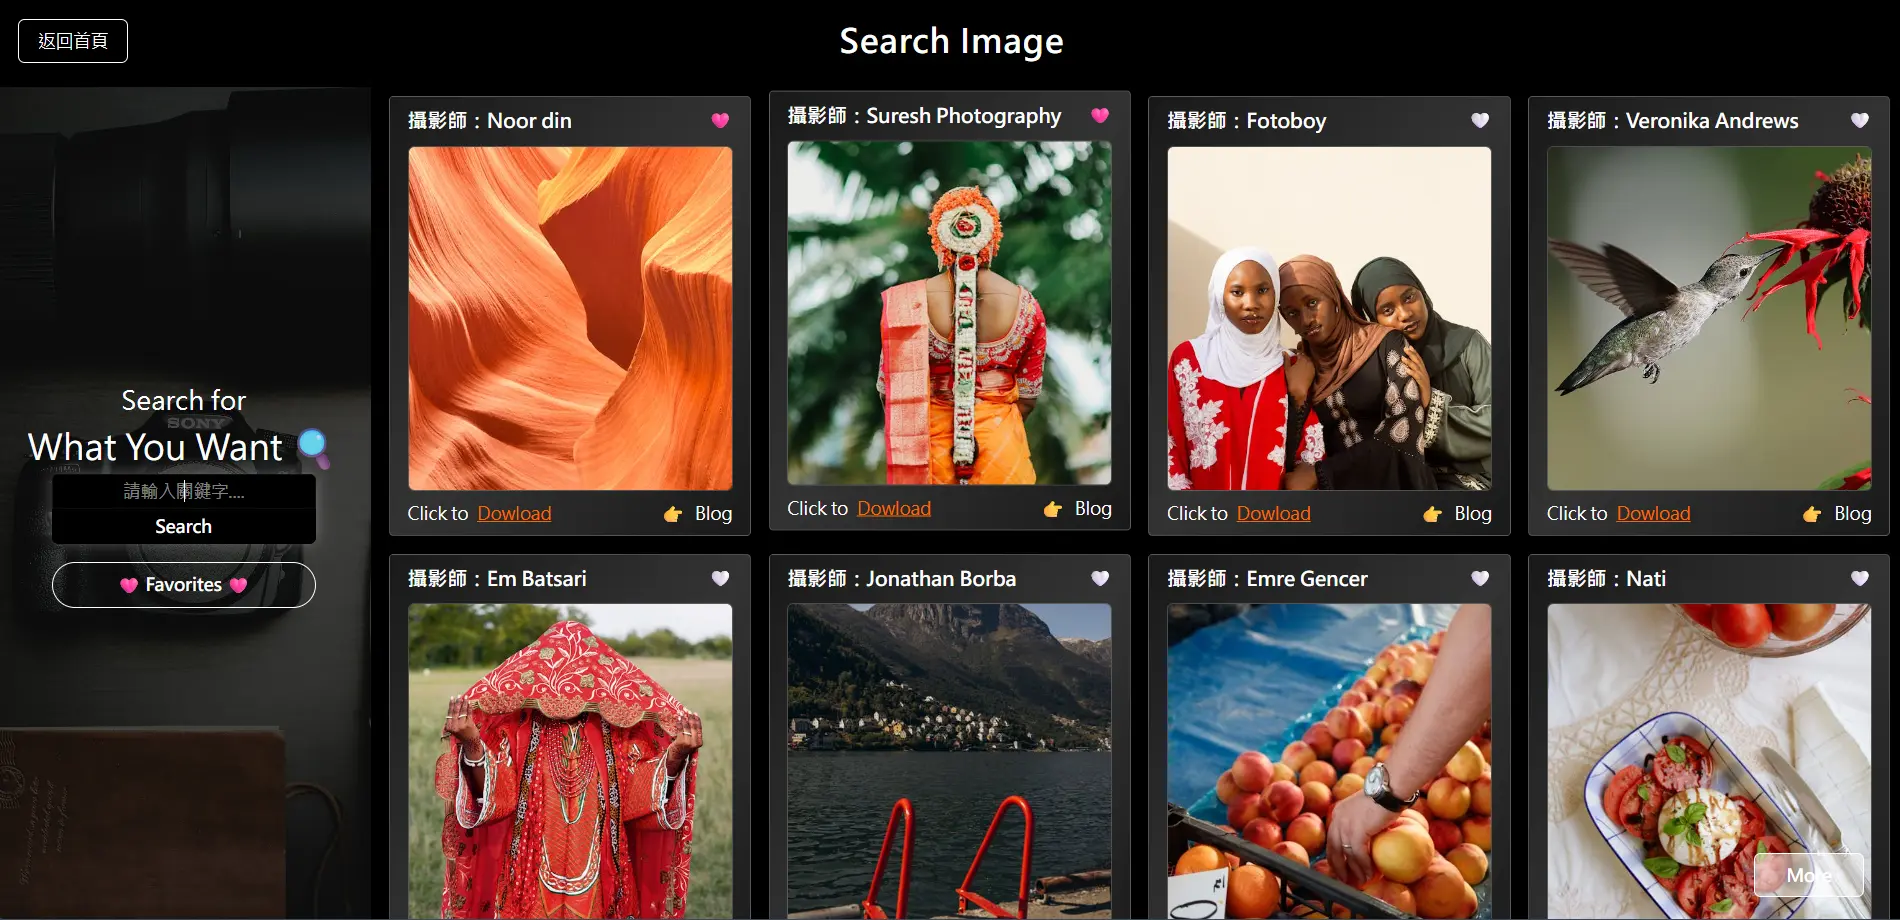 返回首頁
Search Image
Search for
SONY
What You Want
請輸入關鍵字....
Search
Favorites
攝影師：Noor din
Click to Dowload
Blog
攝影師：Suresh Photography
Click to Dowload
Blog
攝影師：Fotoboy
Click to Dowload
Blog
攝影師：Veronika Andrews
Click to Dowload
Blog
攝影師：Em Batsari
攝影師：Jonathan Borba
攝影師：Emre Gencer
攝影師：Nati
More